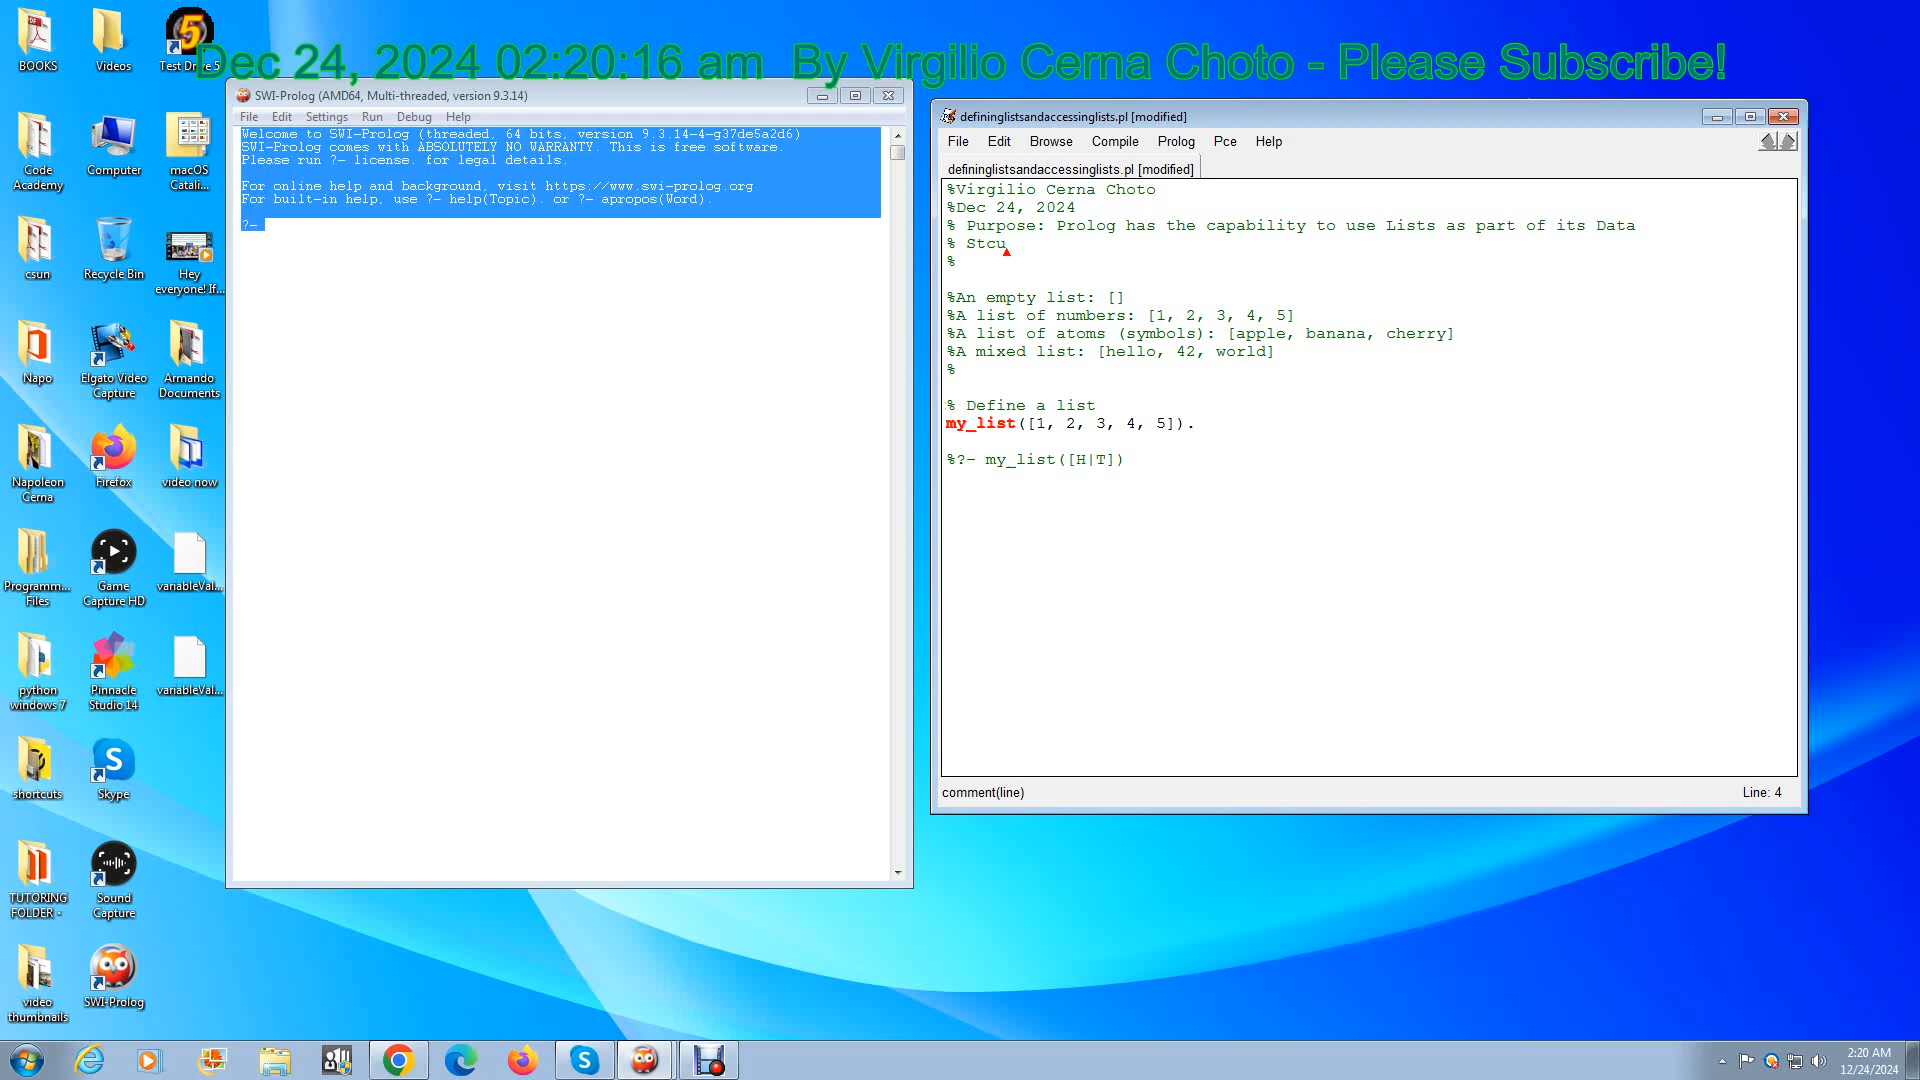 Dec 24, 2024 02:20:16 am By Virgilio Cerna Choto - Please Subscribe!
BOOKS
Videos
Test Drive 5
Code Academy
Computer
macOS Catali...
csun
Recycle Bin
Hey everyone! If...
Napo
Elgato Video Capture
Armando Documents
Napoleon Cerna
Firefox
video now
Programm... Files
Game Capture HD
variableVal...
python windows 7
Pinnacle Studio 14
variableVal...
shortcuts
Skype
TUTORING FOLDER -
Sound Capture
video thumbnails
SWI-Prolog
SWI-Prolog (AMD64, Multi-threaded, version 9.3.14)
File Edit Settings Run Debug Help
Welcome to SWI-Prolog (threaded, 64 bits, version 9.3.14-4-g37de5a2d6)
SWI-Prolog comes with ABSOLUTELY NO WARRANTY. This is free software.
Please run ?- license. for legal details.
For online help and background, visit https://www.swi-prolog.org
For built-in help, use ?- help(Topic). or ?- apropos(Word).
?-
defininglistsandaccessinglists.pl [modified]
File Edit Browse Compile Prolog Pce Help
defininglistsandaccessinglists.pl [modified]
%Virgilio Cerna Choto
%Dec 24, 2024
% Purpose: Prolog has the capability to use Lists as part of its Data
% Stcu
%
%An empty list: []
%A list of numbers: [1, 2, 3, 4, 5]
%A list of atoms (symbols): [apple, banana, cherry]
%A mixed list: [hello, 42, world]
%
% Define a list
my_list([1, 2, 3, 4, 5]).
%?- my_list([H|T])
comment(line)
Line: 4
2:20 AM
12/24/2024